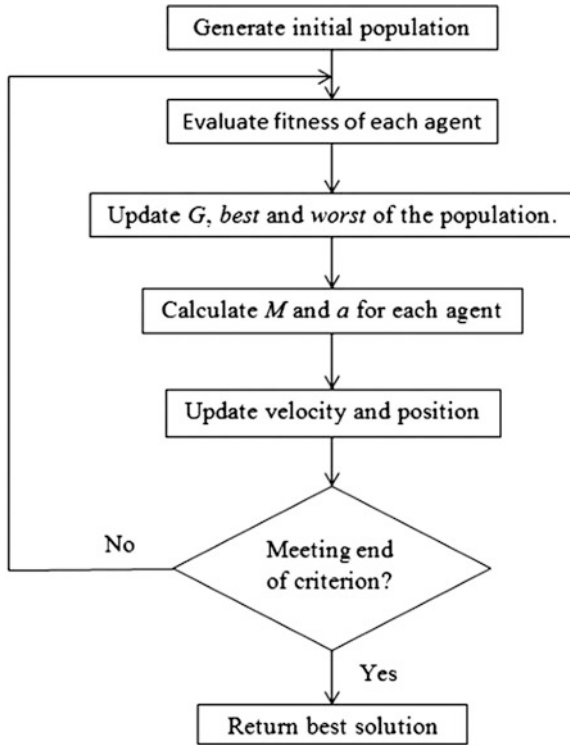 Generate initial population
Evaluate fitness of each agent
Update G, best and worst of the population.
Calculate M and a for each agent
Update velocity and position
No
Meeting end
of criterion?
Yes
Return best solution